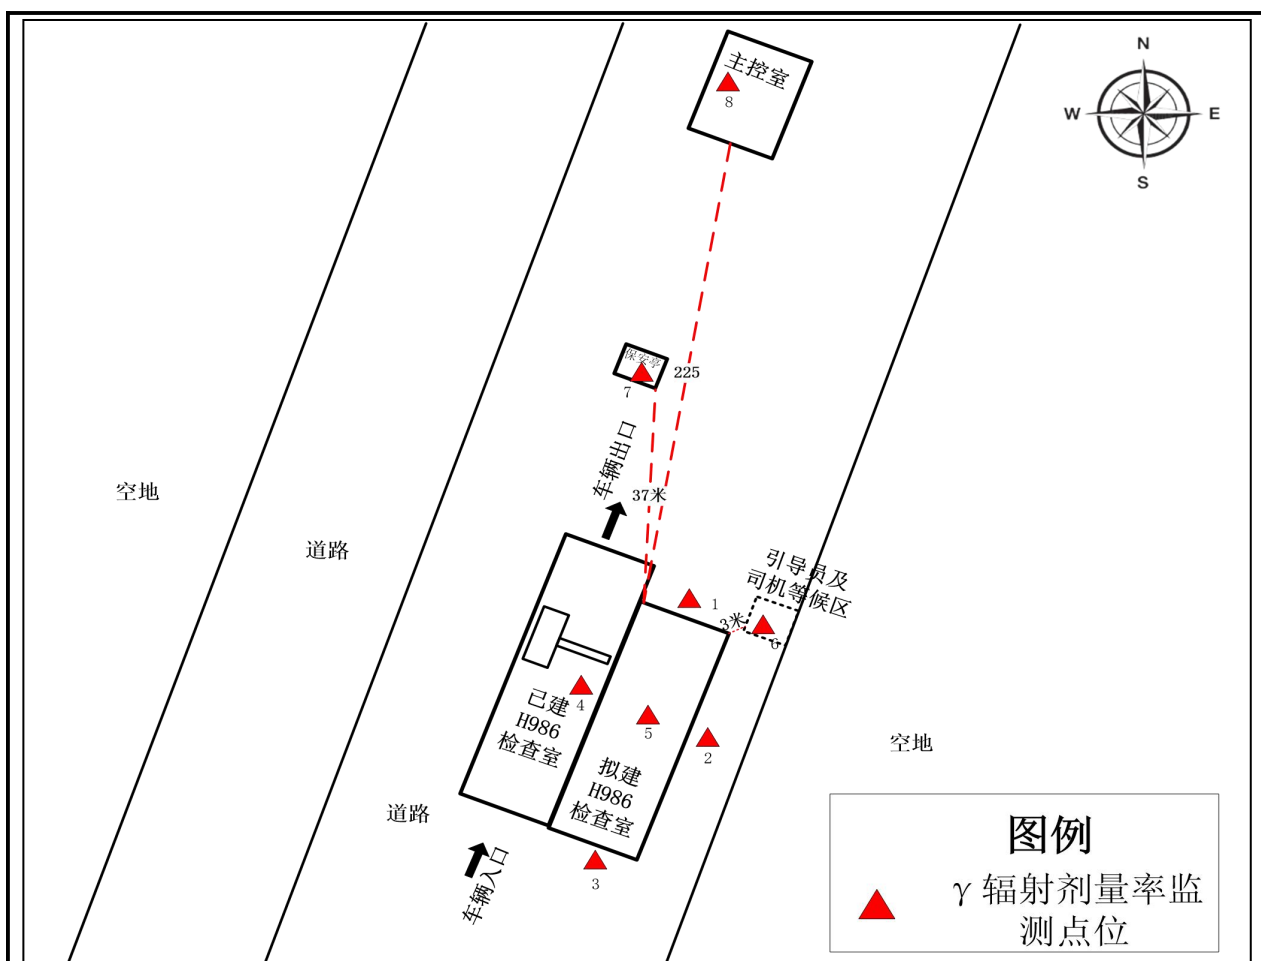 主控室
8
N
W
E
S
保安亭
225
7
车辆出口
37米
空地
道路
引导员及
司机等候区
1
3米
6
已建
H986
检查室
4
5
2
拟建
H986
检查室
空地
道路
车辆入口
3
图例
γ 辐射剂量率监
测点位